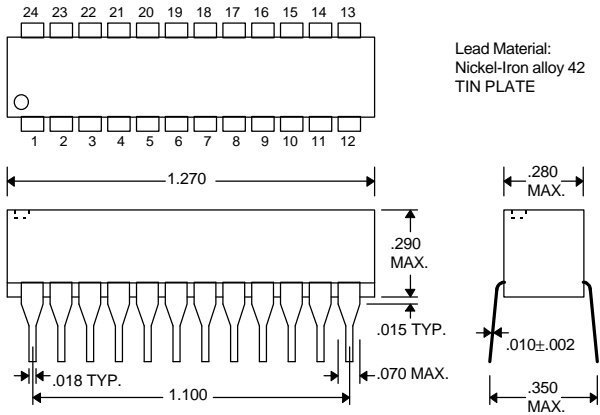 24 23 22 21 20 19 18 17 16 15 14 13
Lead Material:
Nickel-Iron alloy 42
TIN PLATE
1 2 3 4 5 6 7 8 9 10 11 12
1.270
.280
MAX.
.290
MAX.
.015 TYP.
.010±.002
.018 TYP.
.070 MAX.
1.100
.350
MAX.